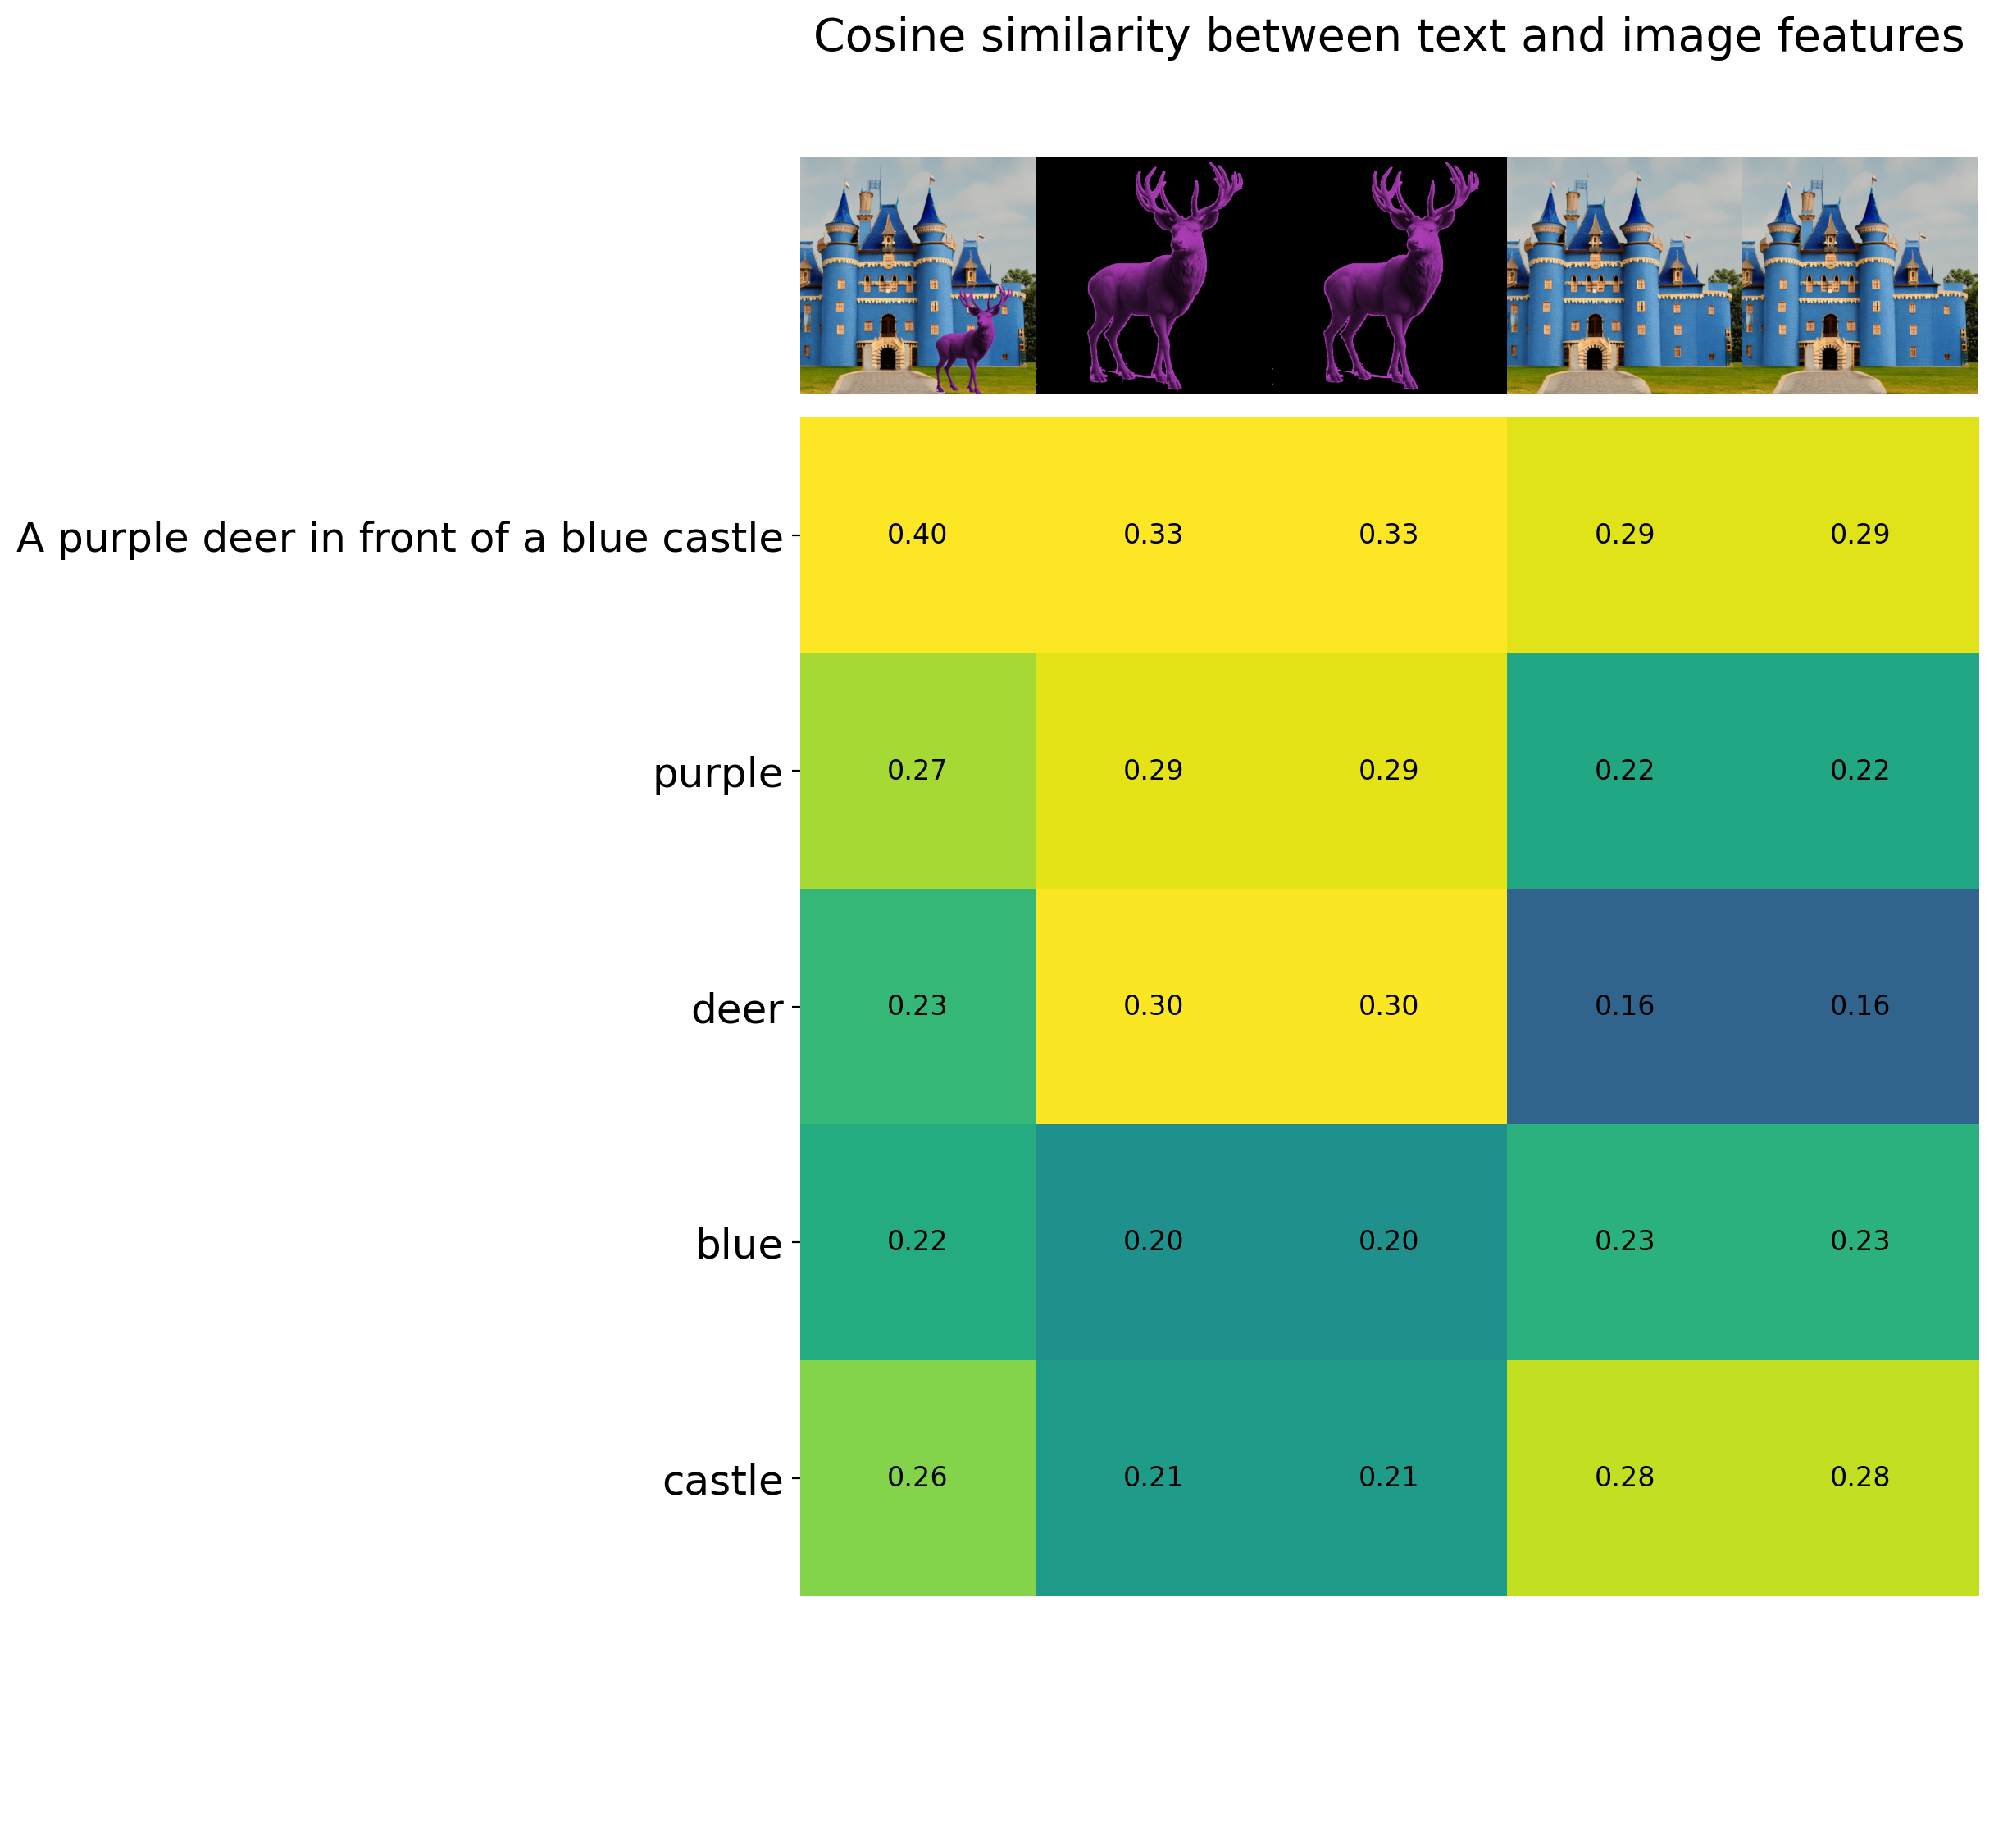 Cosine similarity between text and image features
A purple deer in front of a blue castle 0.40 0.33 0.33 0.29 0.29
purple 0.27 0.29 0.29 0.22 0.22
deer 0.23 0.30 0.30 0.16 0.16
blue 0.22 0.20 0.20 0.23 0.23
castle 0.26 0.21 0.21 0.28 0.28